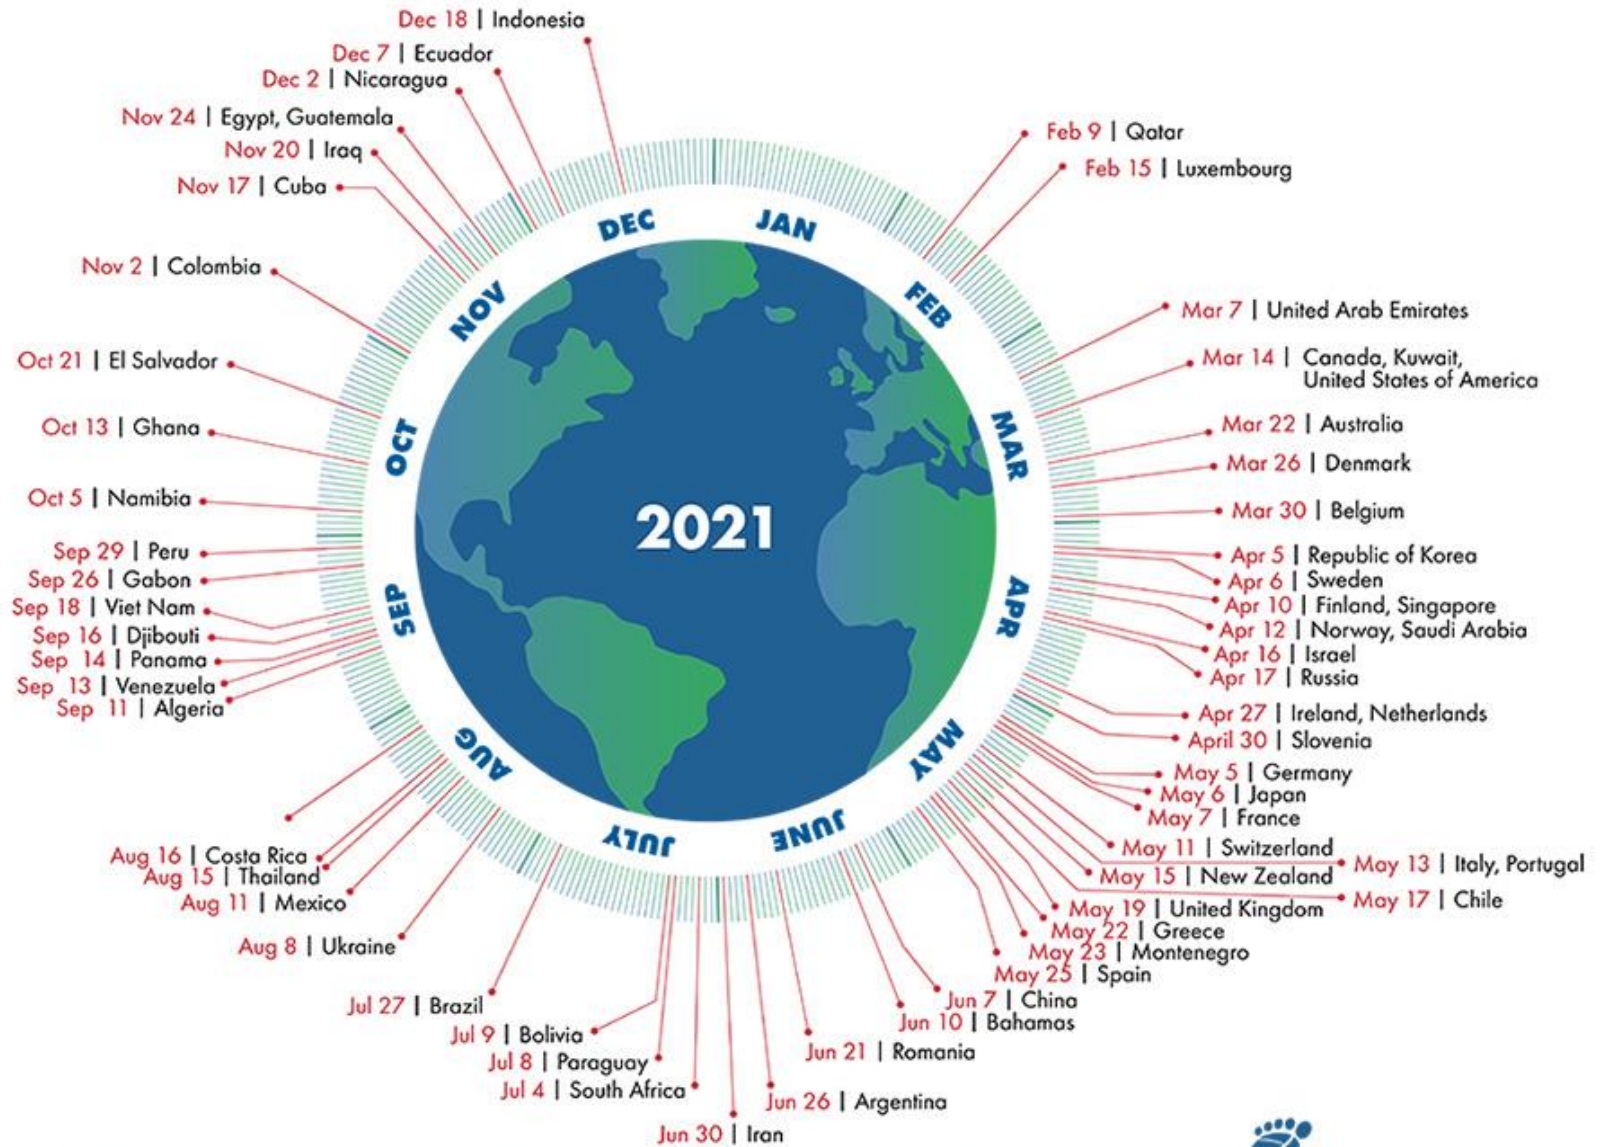 Dec 18 | Indonesia
Dec 7 | Ecuador
Dec 2 | Nicaragua
Nov 24 | Egypt, Guatemala
Nov 20 | Iraq
Nov 17 | Cuba
Nov 2 | Colombia
Oct 21 | El Salvador
Oct 13 | Ghana
Oct 5 | Namibia
Sep 29 | Peru
Sep 26 | Gabon
Sep 18 | Viet Nam
Sep 16 | Djibouti
Sep 14 | Panama
Sep 13 | Venezuela
Sep 11 | Algeria
Aug 16 | Costa Rica
Aug 15 | Thailand
Aug 11 | Mexico
Aug 8 | Ukraine
Jul 27 | Brazil
Jul 9 | Bolivia
Jul 8 | Paraguay
Jul 4 | South Africa
Jun 30 | Iran
Feb 9 | Qatar
Feb 15 | Luxembourg
Mar 7 | United Arab Emirates
Mar 14 | Canada, Kuwait,
United States of America
Mar 22 | Australia
Mar 26 | Denmark
Mar 30 | Belgium
Apr 5 | Republic of Korea
Apr 6 | Sweden
Apr 10 | Finland, Singapore
Apr 12 | Norway, Saudi Arabia
Apr 16 | Israel
Apr 17 | Russia
Apr 27 | Ireland, Netherlands
April 30 | Slovenia
May 5 | Germany
May 6 | Japan
May 7 | France
May 11 | Switzerland
May 13 | Italy, Portugal
May 15 | New Zealand
May 17 | Chile
May 19 | United Kingdom
May 22 | Greece
May 23 | Montenegro
May 25 | Spain
Jun 7 | China
Jun 10 | Bahamas
Jun 21 | Romania
Jun 26 | Argentina
JAN
FEB
MAR
APR
MAY
JUNE
JULY
AUG
SEP
OCT
NOV
DEC
2021